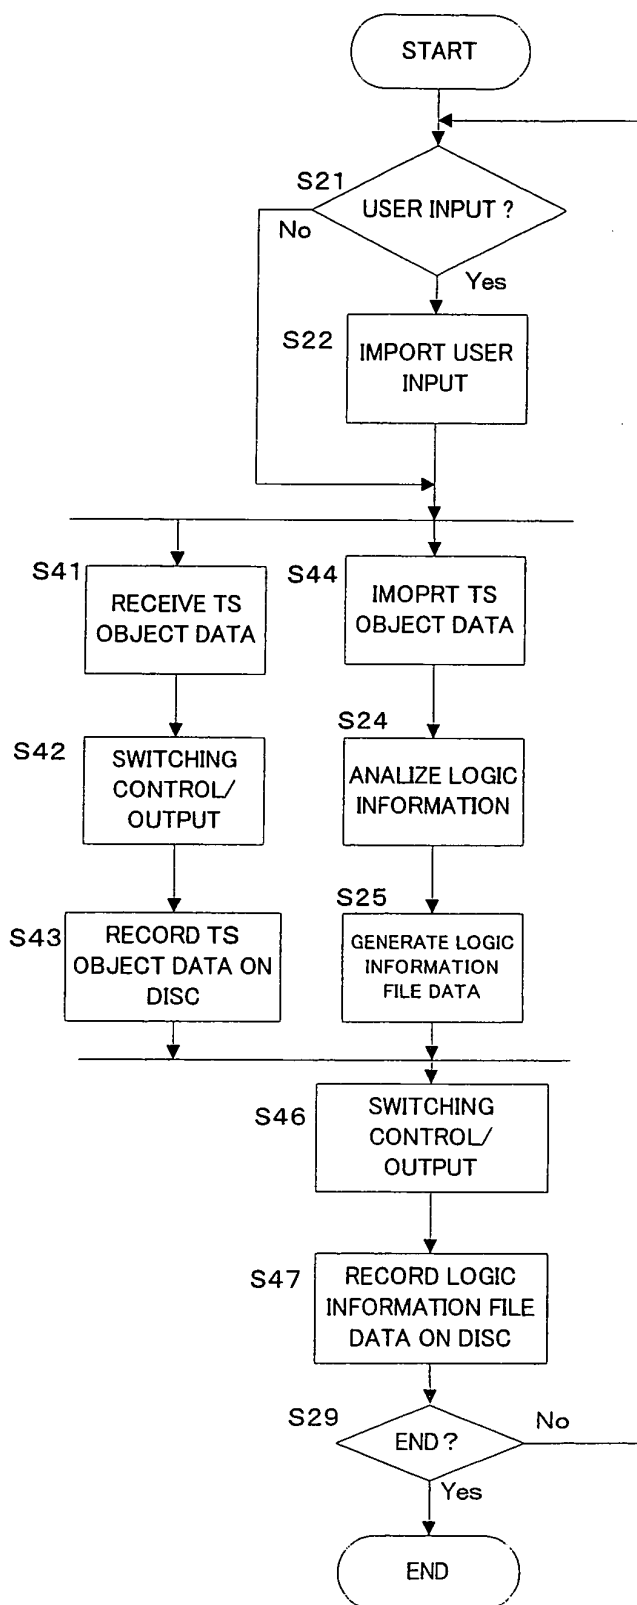 START
S21
USER INPUT ?
No
Yes
S22
IMPORT USER
INPUT
S41
RECEIVE TS
OBJECT DATA
S44
IMOPRT TS
OBJECT DATA
S42
SWITCHING
CONTROL/
OUTPUT
S24
ANALIZE LOGIC
INFORMATION
S43
RECORD TS
OBJECT DATA ON
DISC
S25
GENERATE LOGIC
INFORMATION
FILE DATA
S46
SWITCHING
CONTROL/
OUTPUT
S47
RECORD LOGIC
INFORMATION FILE
DATA ON DISC
S29
END?
No
Yes
END